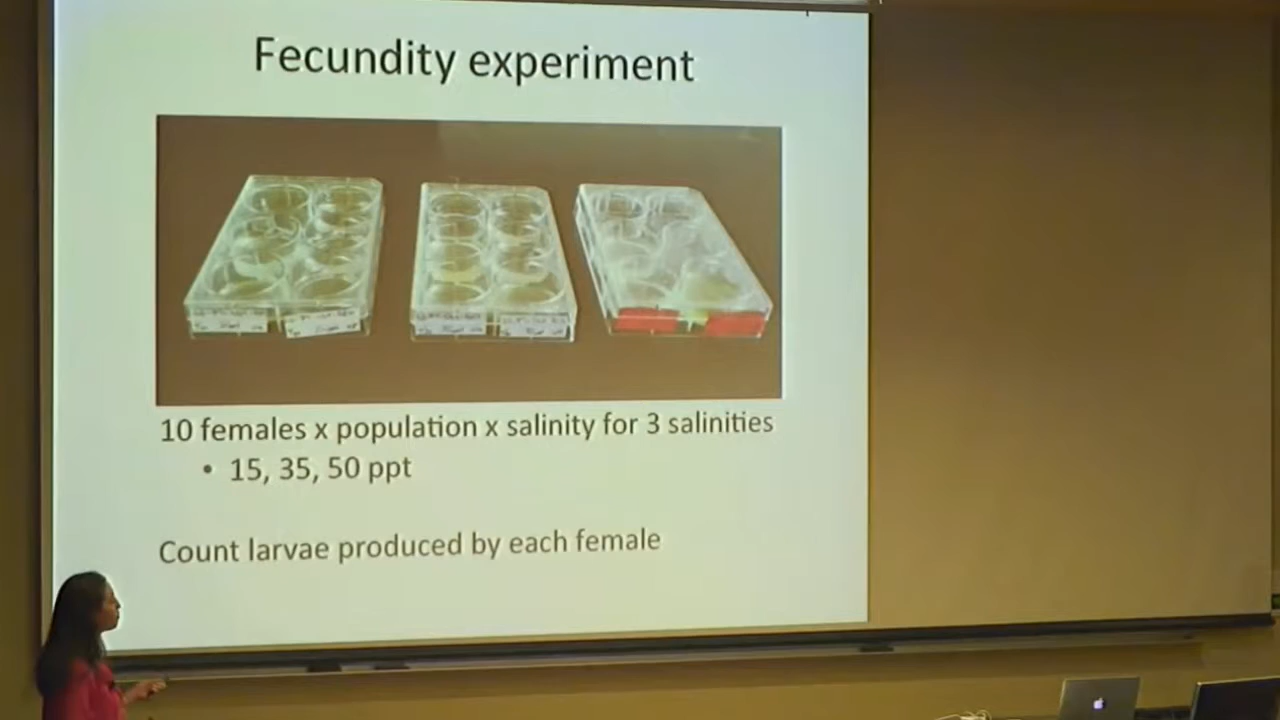 Fecundity experiment
10 females x population x salinity for 3 salinities
• 15, 35, 50 ppt
Count larvae produced by each female